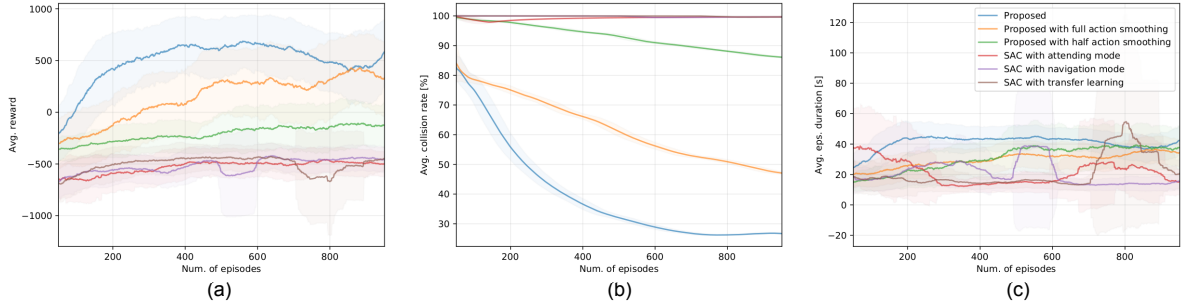 1000
500
0
−500
−1000
Avg. reward
200
400
600
800
Num. of episodes
(a)
100
90
80
70
60
50
40
30
Avg. collision rate [%]
200
400
600
800
Num. of episodes
(b)
120
100
80
60
40
20
0
−20
Avg. eps. duration [s]
Proposed
Proposed with full action smoothing
Proposed with half action smoothing
SAC with attending mode
SAC with navigation mode
SAC with transfer learning
200
400
600
800
Num. of episodes
(c)